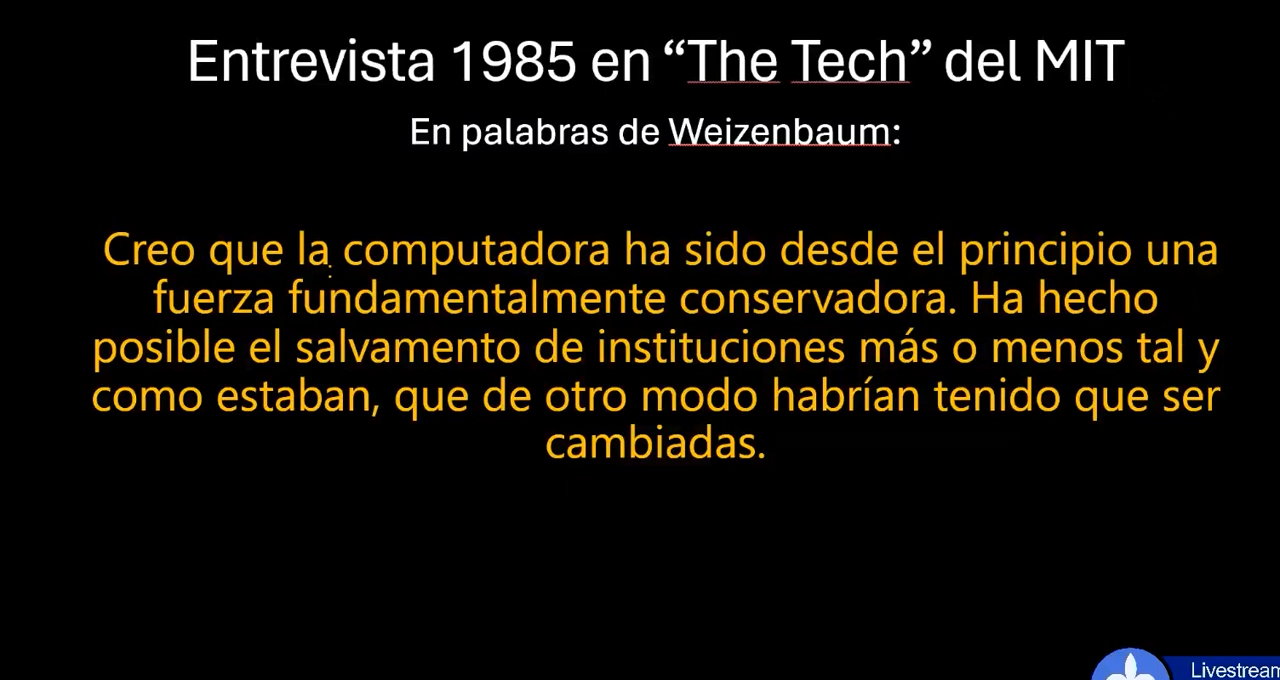 Entrevista 1985 en “The Tech” del MIT
En palabras de Weizenbaum:
Creo que la computadora ha sido desde el principio una
fuerza fundamentalmente conservadora. Ha hecho
posible el salvamento de instituciones más o menos tal y
como estaban, que de otro modo habrían tenido que ser
cambiadas.
Livestream